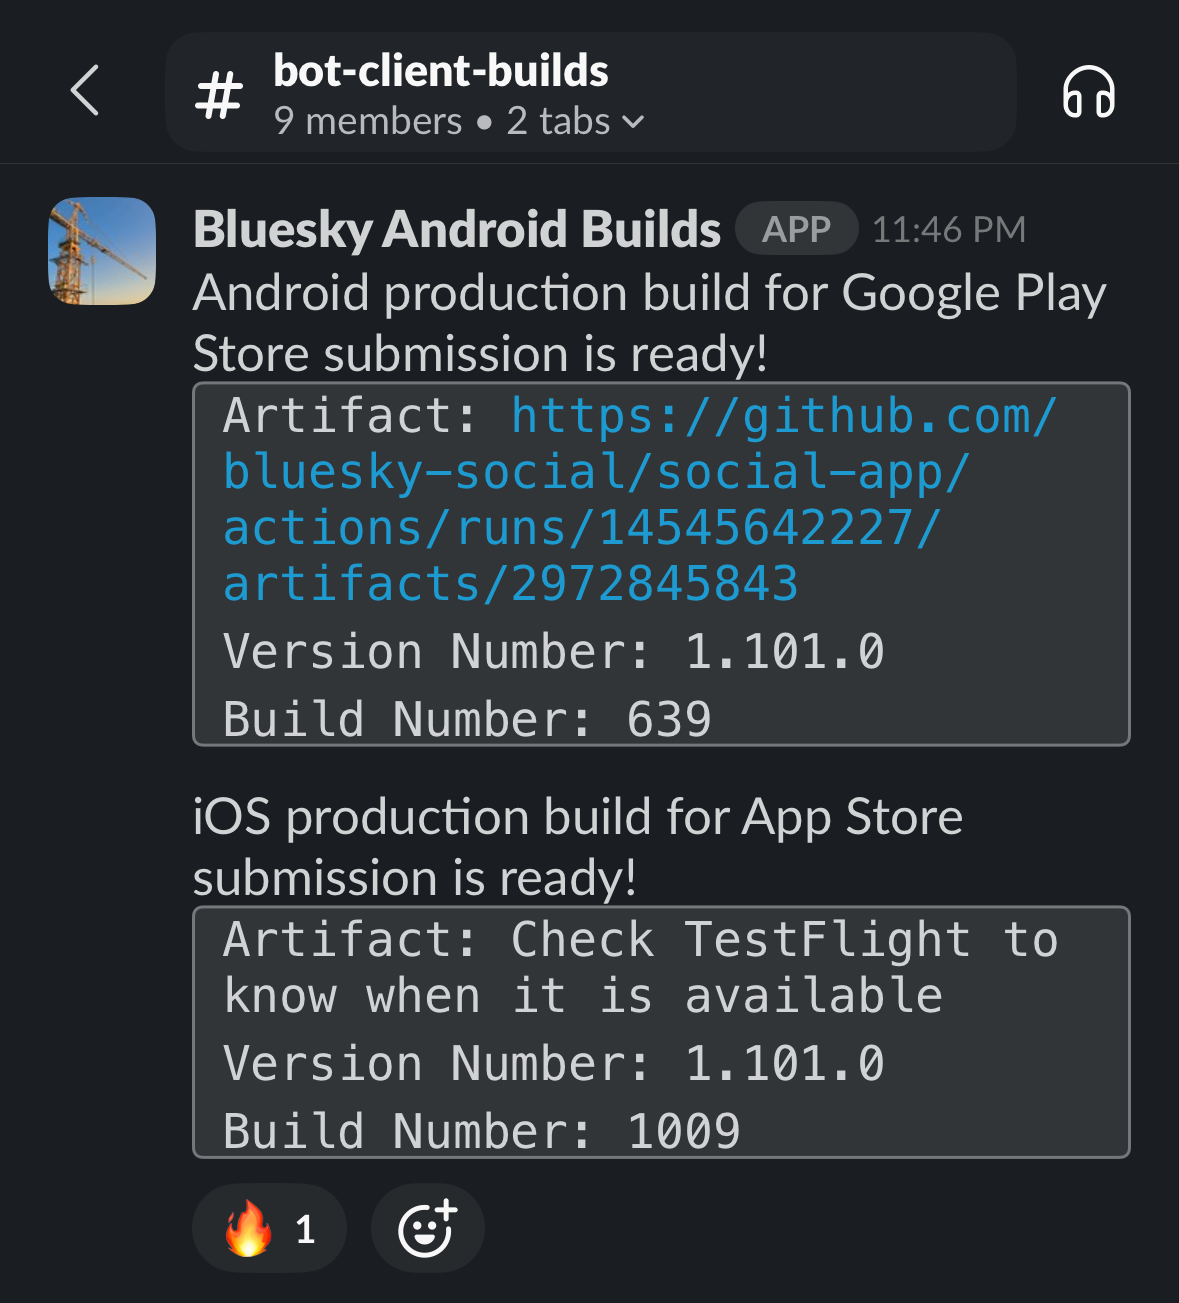 # bot-client-builds
9 members • 2 tabs
Bluesky Android Builds APP 11:46 PM
Android production build for Google Play
Store submission is ready!
Artifact: https://github.com/
bluesky-social/social-app/
actions/runs/14545642227/
artifacts/2972845843
Version Number: 1.101.0
Build Number: 639
iOS production build for App Store
submission is ready!
Artifact: Check TestFlight to
know when it is available
Version Number: 1.101.0
Build Number: 1009
🔥 1